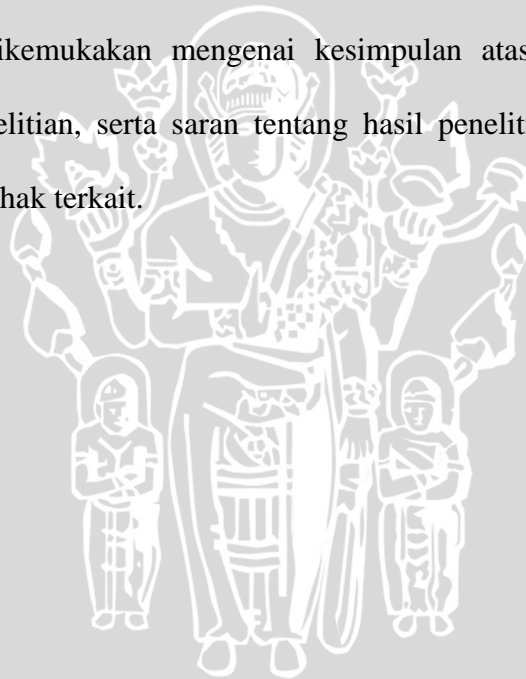 ikemukakan mengenai kesimpulan atas
elitian, serta saran tentang hasil penelit
hak terkait.